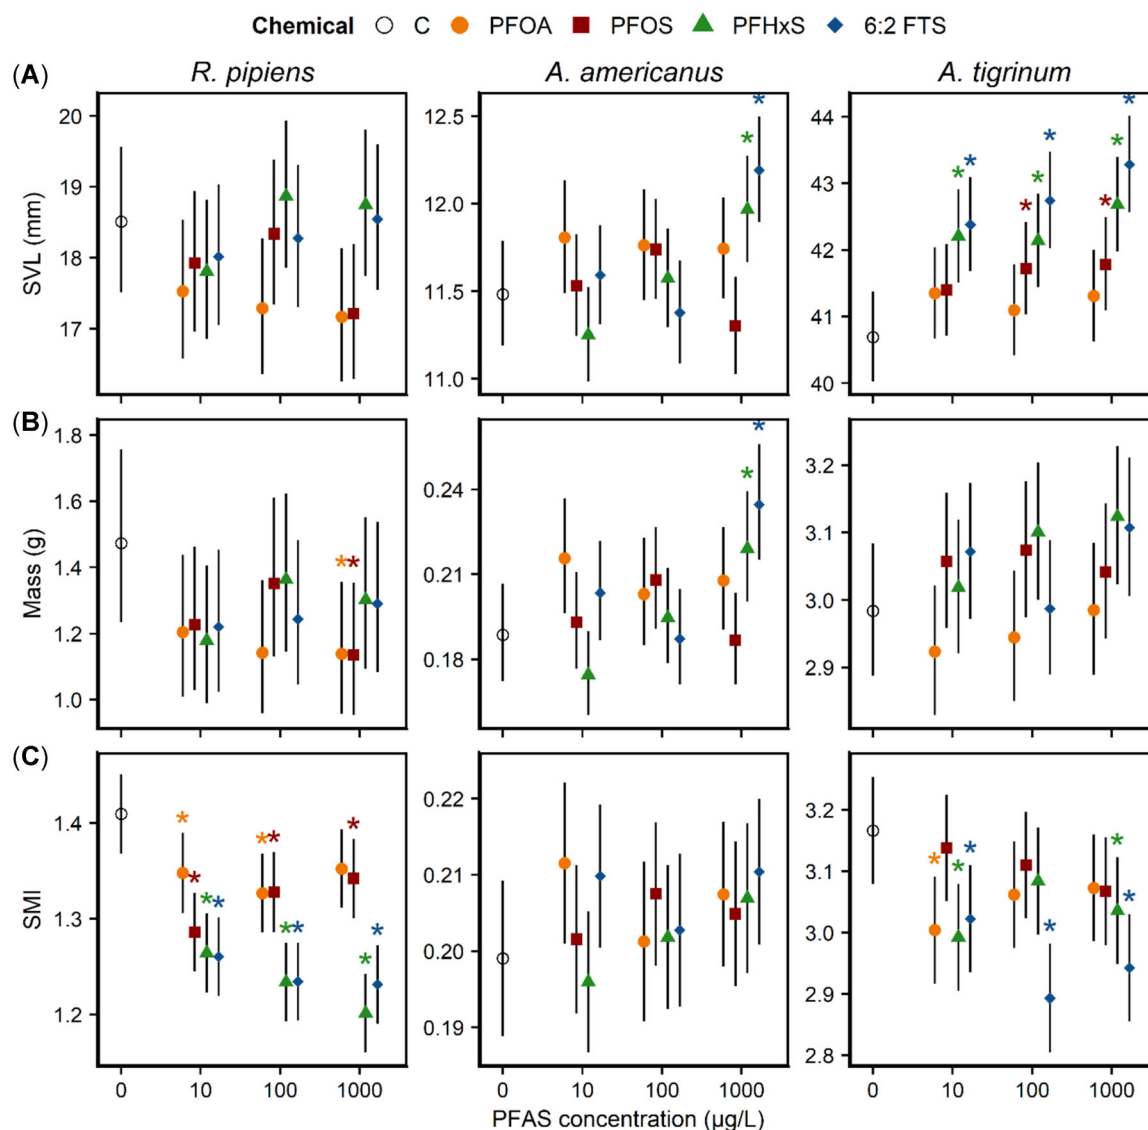 Chemical C PFOA PFOS PFHxS 6:2 FTS
R. pipiens A. americanus A. tigrinum
(A)
SVL (mm)
20
19
18
17
12.5
12.0
11.5
11.0
44
43
42
41
40
* * * * * * * * * *
(B)
Mass (g)
1.8
1.6
1.4
1.2
1.0
0.24
0.21
0.18
3.2
3.1
3.0
2.9
* * * *
(C)
SMI
1.4
1.3
1.2
0.22
0.21
0.20
0.19
3.2
3.1
3.0
2.9
2.8
* * * * * * * * * * * * * * * * *
0 10 100 1000 0 10 100 1000 0 10 100 1000
PFAS concentration (µg/L)